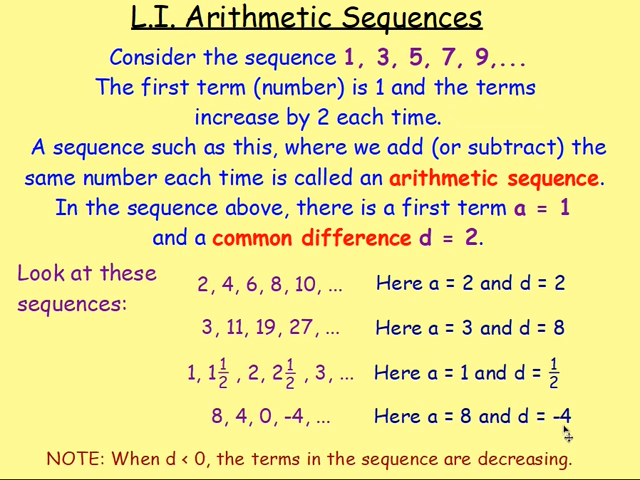 L.I. Arithmetic Sequences
Consider the sequence 1, 3, 5, 7, 9,...
The first term (number) is 1 and the terms
increase by 2 each time.
A sequence such as this, where we add (or subtract) the
same number each time is called an arithmetic sequence.
In the sequence above, there is a first term a = 1
and a common difference d = 2.
Look at these
sequences:
2, 4, 6, 8, 10, ... Here a = 2 and d = 2
3, 11, 19, 27, ... Here a = 3 and d = 8
1, 1 1/2 , 2, 2 1/2 , 3, ... Here a = 1 and d = 1/2
8, 4, 0, -4, ... Here a = 8 and d = -4
NOTE: When d < 0, the terms in the sequence are decreasing.